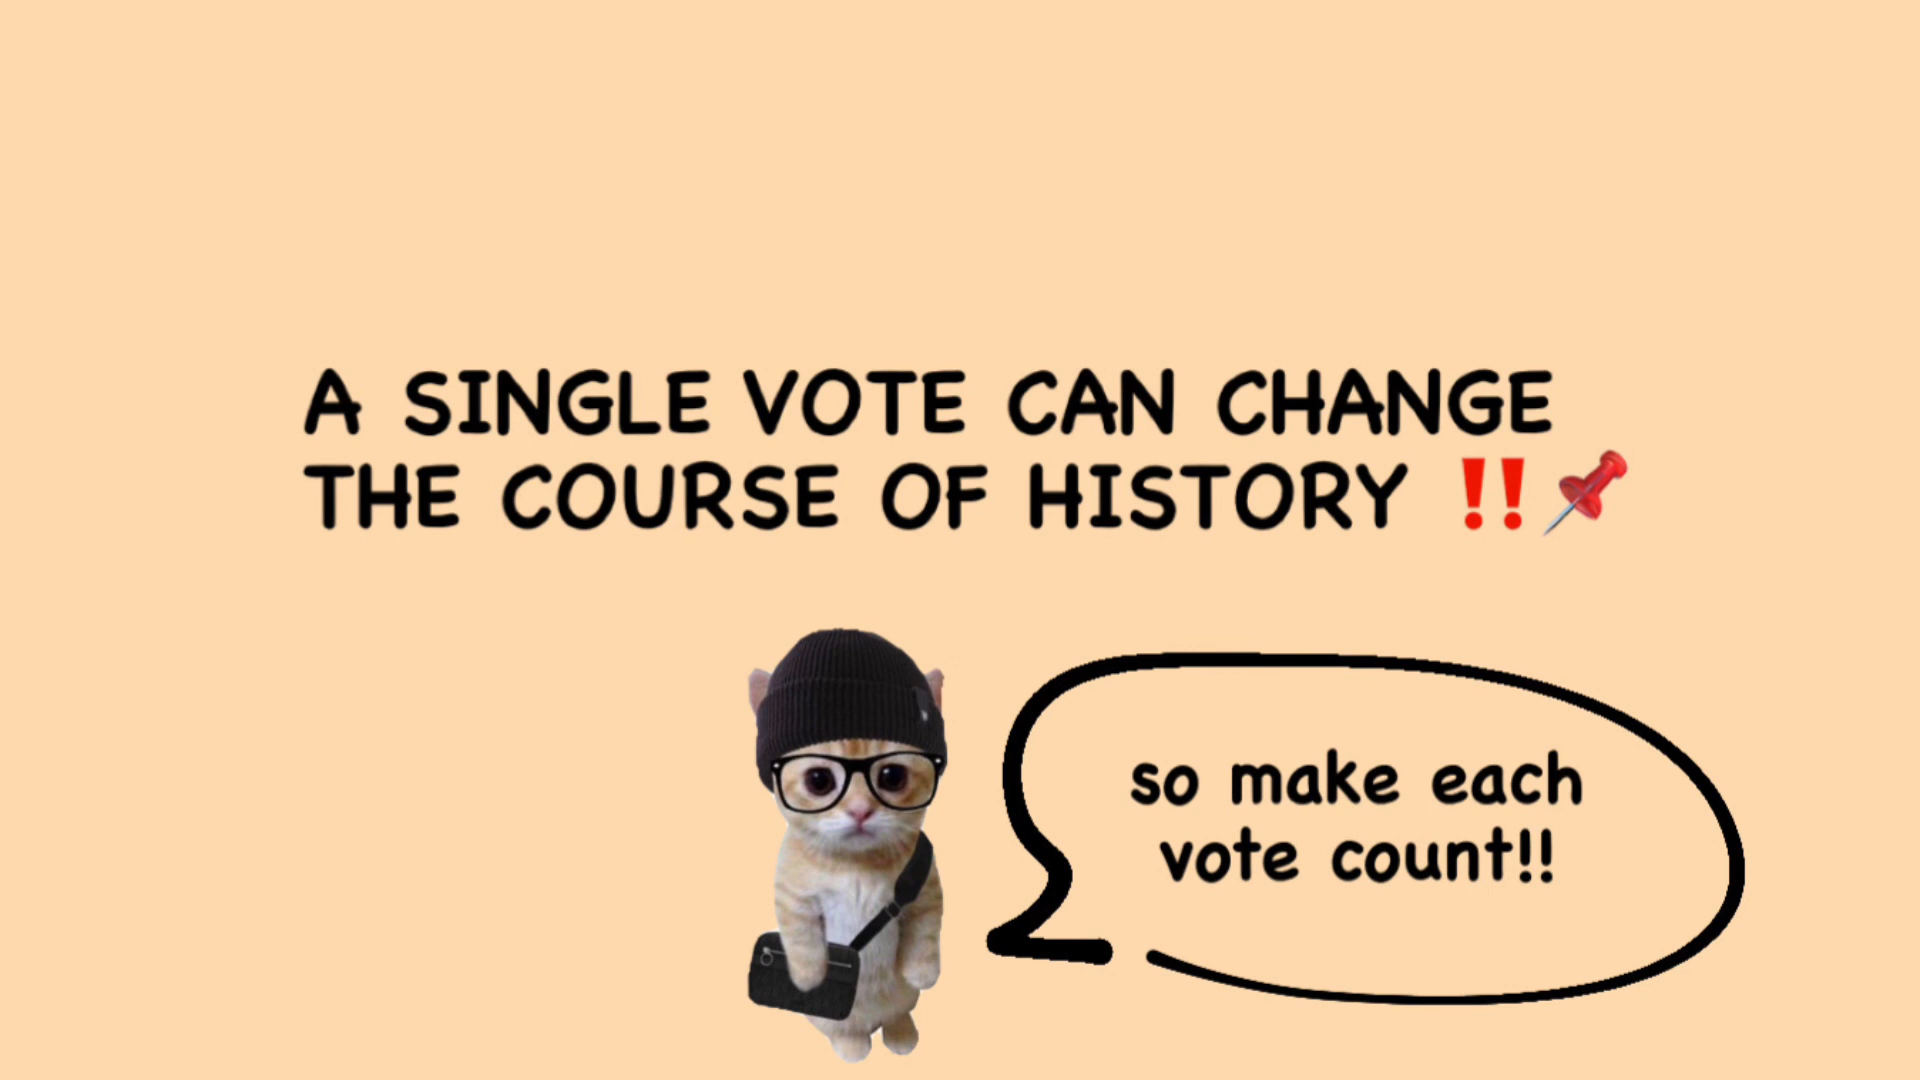 A SINGLE VOTE CAN CHANGE
THE COURSE OF HISTORY ‼️📌
so make each
vote count!!